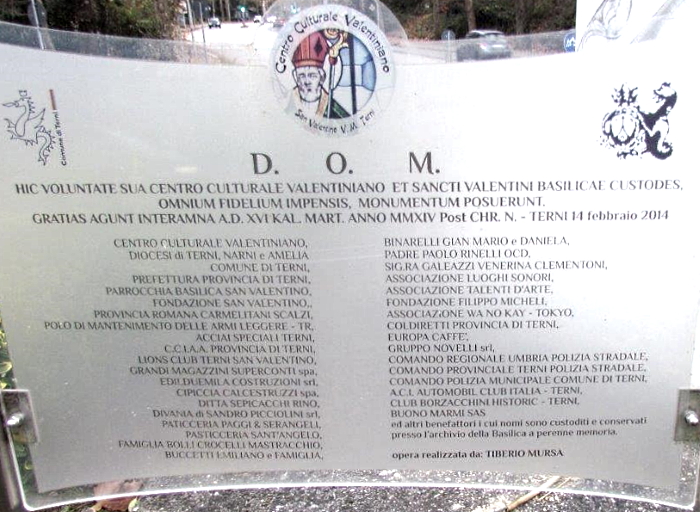 Centro Culturale Valentiniano
San Valentino V.M. Terni
Comune di Terni
D. O. M.
HIC VOLUNTATE SUA CENTRO CULTURALE VALENTINIANO ET SANCTI VALENTINI BASILICAE CUSTODES,
OMNIUM FIDELIUM IMPENSIS, MONUMENTUM POSUERUNT.
GRATIAS AGUNT INTERAMNA A.D. XVI KAL. MART. ANNO MMXIV Post CHR. N. - TERNI 14 febbraio 2014
CENTRO CULTURALE VALENTINIANO,
DIOCESI di TERNI, NARNI e AMELIA
COMUNE DI TERNI,
PREFETTURA PROVINCIA DI TERNI,
PARROCCHIA BASILICA SAN VALENTINO,
FONDAZIONE SAN VALENTINO,
PROVINCIA ROMANA CARMELITANI SCALZI,
POLO DI MANTENIMENTO DELLE ARMI LEGGERE - TR,
ACCIAI SPECIALI TERNI,
C.C.I.A.A. PROVINCIA DI TERNI,
LIONS CLUB TERNI SAN VALENTINO,
GRANDI MAGAZZINI SUPERCONTI spa,
EDILDUEMILA COSTRUZIONI srl,
CIPICCIA CALCESTRUZZI spa,
DITTA SEPICACCHI RINO,
DIVANIA di SANDRO PICCIOLINI srl,
PATICCERIA PAGGI & SERANGELI,
PASTICCERIA SANT'ANGELO,
FAMIGLIA BOLLI CROCELLI MASTRACCHIO,
BUCCETTI EMILIANO e FAMIGLIA,
BINARELLI GIAN MARIO e DANIELA,
PADRE PAOLO RINELLI OCD,
SIG.RA GALEAZZI VENERINA CLEMENTONI,
ASSOCIAZIONE LUOGHI SONORI,
ASSOCIAZIONE TALENTI D'ARTE,
FONDAZIONE FILIPPO MICHELI,
ASSOCIAZIONE WA NO KAY - TOKYO,
COLDIRETTI PROVINCIA DI TERNI,
EUROPA CAFFE',
GRUPPO NOVELLI srl,
COMANDO REGIONALE UMBRIA POLIZIA STRADALE,
COMANDO PROVINCIALE TERNI POLIZIA STRADALE,
COMANDO POLIZIA MUNICIPALE COMUNE DI TERNI,
A.C.I. AUTOMOBIL CLUB ITALIA - TERNI,
CLUB BORZACCHINI HISTORIC - TERNI,
BUONO MARMI SAS
ed altri benefattori i cui nomi sono custoditi e conservati
presso l'archivio della Basilica a perenne memoria.
opera realizzata da: TIBERIO MURSA